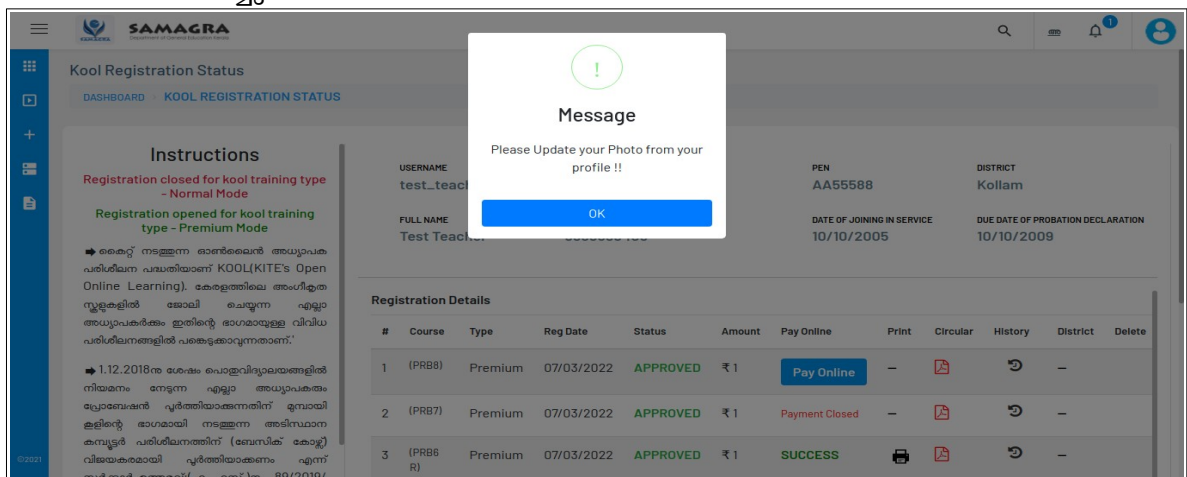 SAMAGRA
Department of General Education Kerala
1
Kool Registration Status
DASHBOARD > KOOL REGISTRATION STATUS
!
Message
Please Update your Photo from your
profile !!
OK
Instructions
Registration closed for kool training type
- Normal Mode
Registration opened for kool training
type - Premium Mode
➡ കൈറ്റ് നടത്തുന്ന ഓൺലൈൻ അധ്യാപക
പരിശീലന പദ്ധതിയാണ് KOOL(KITE's Open
Online Learning). കേരളത്തിലെ അംഗീകൃത
സ്കൂളുകളിൽ ജോലി ചെയ്യുന്ന എല്ലാ
അധ്യാപകർക്കും ഇതിന്റെ ഭാഗമായുള്ള വിവിധ
പരിശീലനങ്ങളിൽ പങ്കെടുക്കാവുന്നതാണ്.'
➡ 1.12.2018നു ശേഷം പൊതുവിദ്യാലയങ്ങളിൽ
നിയമനം നേടുന്ന എല്ലാ അധ്യാപകരും
പ്രോബേഷൻ പൂർത്തിയാക്കുന്നതിന് മുമ്പായി
കൂളിന്റെ ഭാഗമായി നടത്തുന്ന അടിസ്ഥാന
കമ്പ്യൂട്ടർ പരിശീലനത്തിന് (ബേസിക് കോഴ്സ്)
വിജയകരമായി പൂർത്തിയാക്കണം എന്ന്
USERNAME
test_teac
PEN
AA55588
DISTRICT
Kollam
FULL NAME
Test Teacher
DATE OF JOINING IN SERVICE
10/10/2005
DUE DATE OF PROBATION DECLARATION
10/10/2009
Registration Details
# Course Type Reg Date Status Amount Pay Online Print Circular History District Delete
1 (PRB8) Premium 07/03/2022 APPROVED ₹ 1 Pay Online – –
2 (PRB7) Premium 07/03/2022 APPROVED ₹ 1 Payment Closed – –
3 (PRB6 R) Premium 07/03/2022 APPROVED ₹ 1 SUCCESS –
©2021